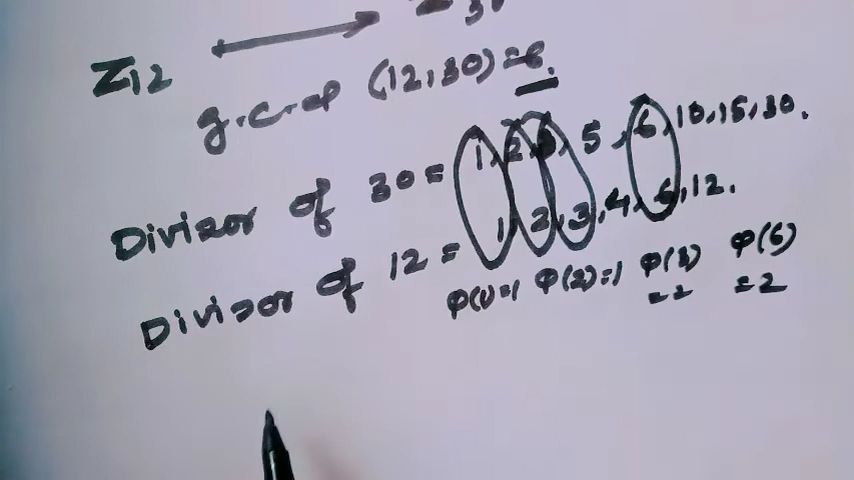 Z12 ⟷ Z30
g.c.d (12,30)=6.
Divisor of 30 = 1, 2, 3, 5, 6, 10, 15, 30.
Divisor of 12 = 1, 2, 3, 4, 6, 12.
φ(1)=1 φ(2)=1 φ(3) φ(6)
=2 =2